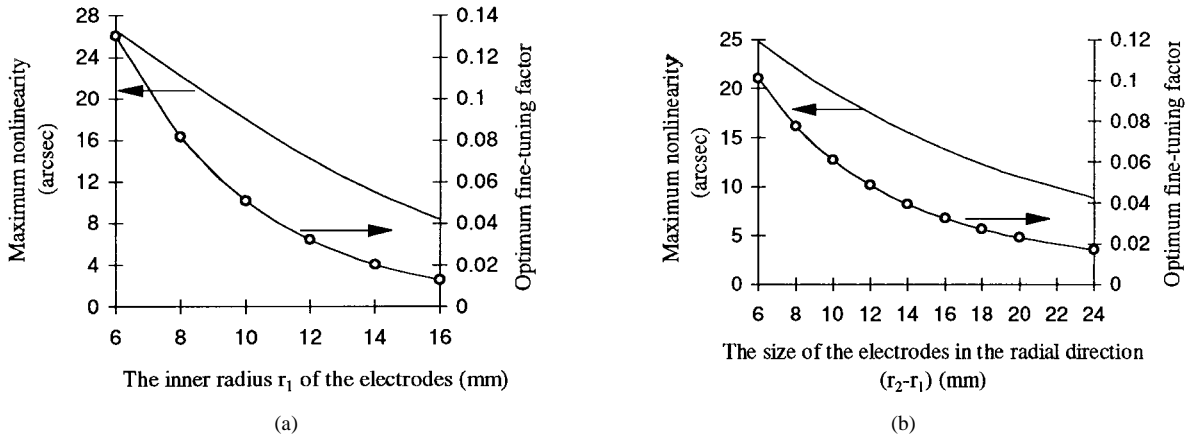 28
24
20
16
12
8
4
0
Maximum nonlinearity
(arcsec)
0.14
0.12
0.1
0.08
0.06
0.04
0.02
0
Optimum fine-tuning factor
6 8 10 12 14 16
The inner radius r₁ of the electrodes (mm)
(a)
25
20
15
10
5
0
Maximum nonlinearity
(arcsec)
0.12
0.1
0.08
0.06
0.04
0.02
0
Optimum fine-tuning factor
6 8 10 12 14 16 18 20 22 24
The size of the electrodes in the radial direction
(r₂-r₁) (mm)
(b)